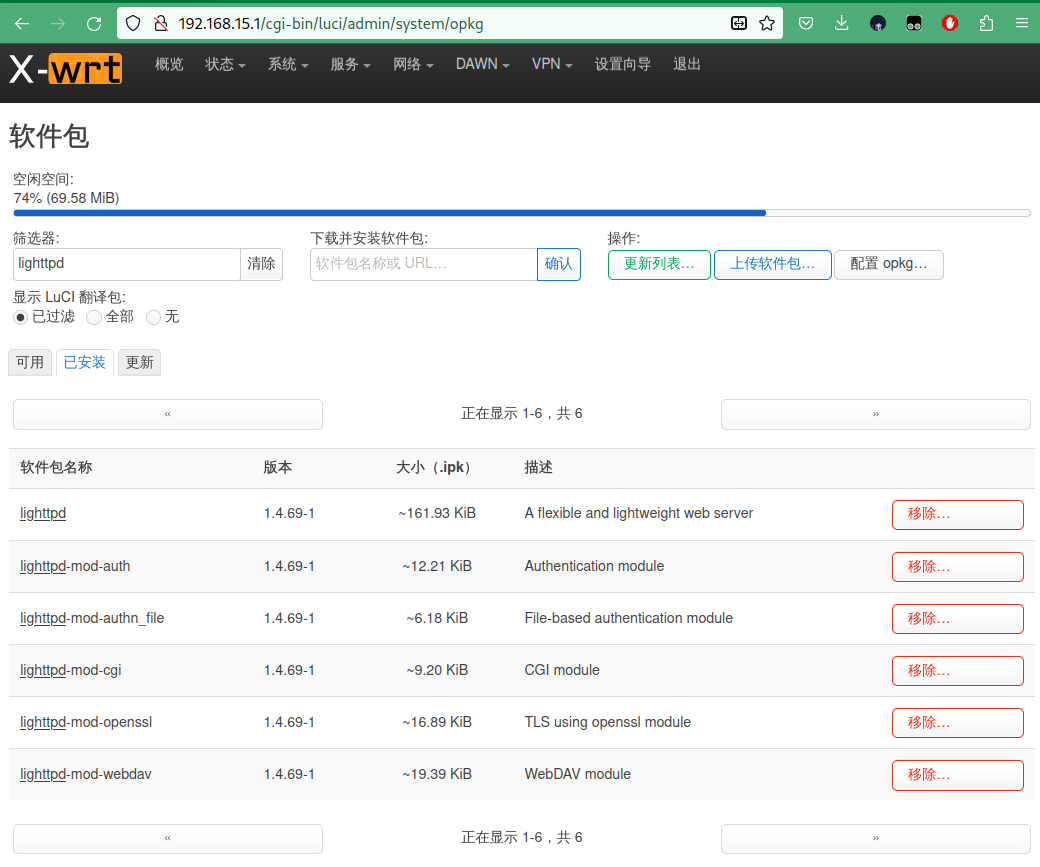 192.168.15.1/cgi-bin/luci/admin/system/opkg
X-wrt 概览 状态 系统 服务 网络 DAWN VPN 设置向导 退出
软件包
空闲空间:
74% (69.58 MiB)
筛选器: 下载并安装软件包: 操作:
lighttpd 清除 软件包名称或 URL… 确认 更新列表… 上传软件包… 配置 opkg…
显示 LuCI 翻译包:
已过滤 全部 无
可用 已安装 更新
« 正在显示 1-6，共 6 »
软件包名称 版本 大小（.ipk） 描述
lighttpd 1.4.69-1 ~161.93 KiB A flexible and lightweight web server 移除…
lighttpd-mod-auth 1.4.69-1 ~12.21 KiB Authentication module 移除…
lighttpd-mod-authn_file 1.4.69-1 ~6.18 KiB File-based authentication module 移除…
lighttpd-mod-cgi 1.4.69-1 ~9.20 KiB CGI module 移除…
lighttpd-mod-openssl 1.4.69-1 ~16.89 KiB TLS using openssl module 移除…
lighttpd-mod-webdav 1.4.69-1 ~19.39 KiB WebDAV module 移除…
« 正在显示 1-6，共 6 »